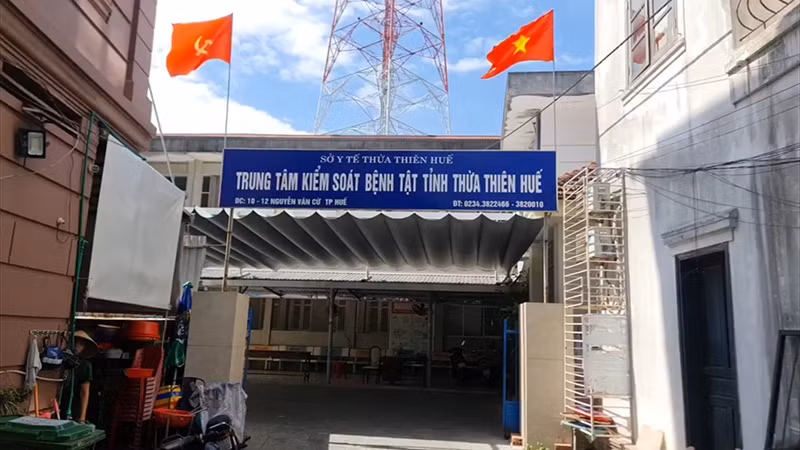 SỞ Y TẾ THỪA THIÊN HUẾ
TRUNG TÂM KIỂM SOÁT BỆNH TẬT TỈNH THỪA THIÊN HUẾ
ĐC: 10 - 12 NGUYỄN VĂN CỪ TP HUẾ ĐT: 0234.3822466 - 3820010